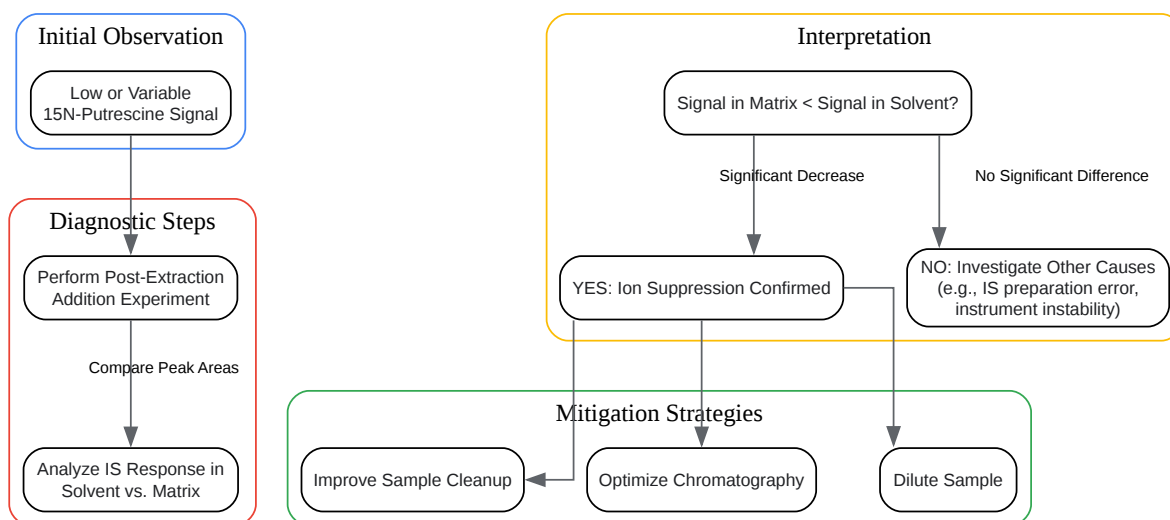 Initial Observation
Low or Variable
15N-Putrescine Signal
Diagnostic Steps
Perform Post-Extraction
Addition Experiment
Compare Peak Areas
Analyze IS Response in
Solvent vs. Matrix
Interpretation
Signal in Matrix < Signal in Solvent?
Significant Decrease
No Significant Difference
YES: Ion Suppression Confirmed
NO: Investigate Other Causes
(e.g., IS preparation error,
instrument instability)
Mitigation Strategies
Improve Sample Cleanup
Optimize Chromatography
Dilute Sample